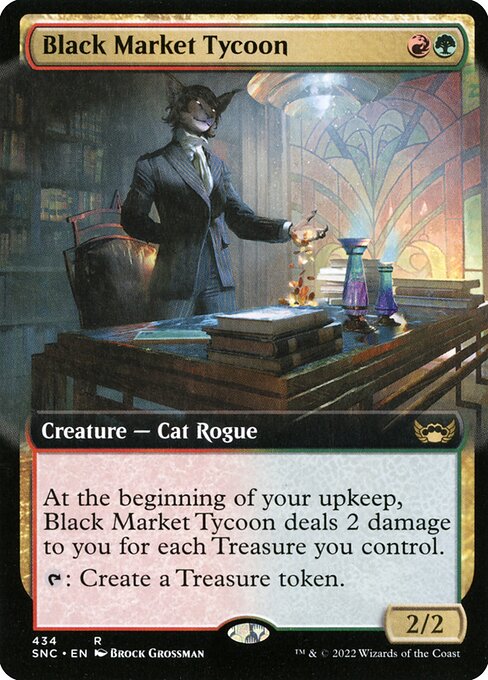 Black Market Tycoon
Creature — Cat Rogue
At the beginning of your upkeep,
Black Market Tycoon deals 2 damage
to you for each Treasure you control.
: Create a Treasure token.
2/2
434 R
SNC • EN Brock Grossman
™ & © 2022 Wizards of the Coast